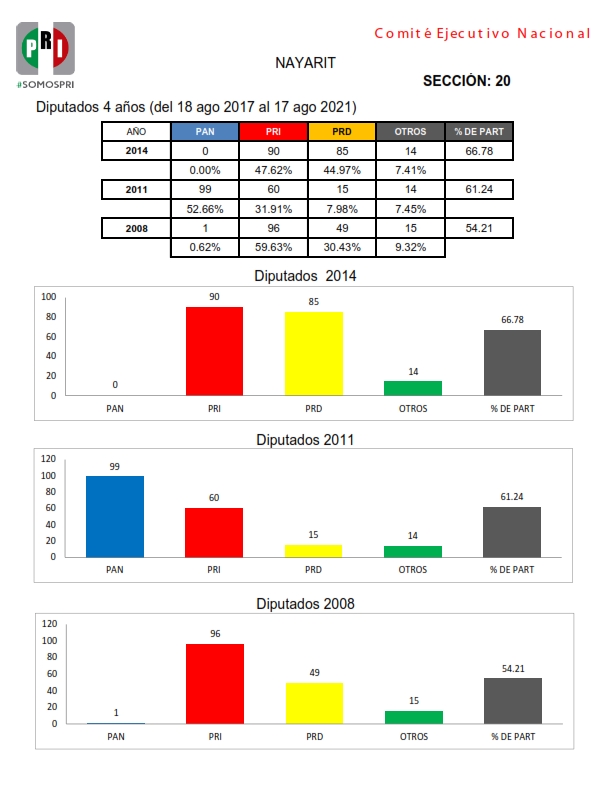 Comité Ejecutivo Nacional
PRI
#SOMOSPRI
NAYARIT
SECCIÓN: 20
Diputados 4 años (del 18 ago 2017 al 17 ago 2021)
AÑO PAN PRI PRD OTROS % DE PART
2014 0 90 85 14 66.78
0.00% 47.62% 44.97% 7.41%
2011 99 60 15 14 61.24
52.66% 31.91% 7.98% 7.45%
2008 1 96 49 15 54.21
0.62% 59.63% 30.43% 9.32%
Diputados 2014
100
80
60
40
20
0
0 90 85 14 66.78
PAN PRI PRD OTROS % DE PART
Diputados 2011
120
100
80
60
40
20
0
99 60 15 14 61.24
PAN PRI PRD OTROS % DE PART
Diputados 2008
120
100
80
60
40
20
0
1 96 49 15 54.21
PAN PRI PRD OTROS % DE PART